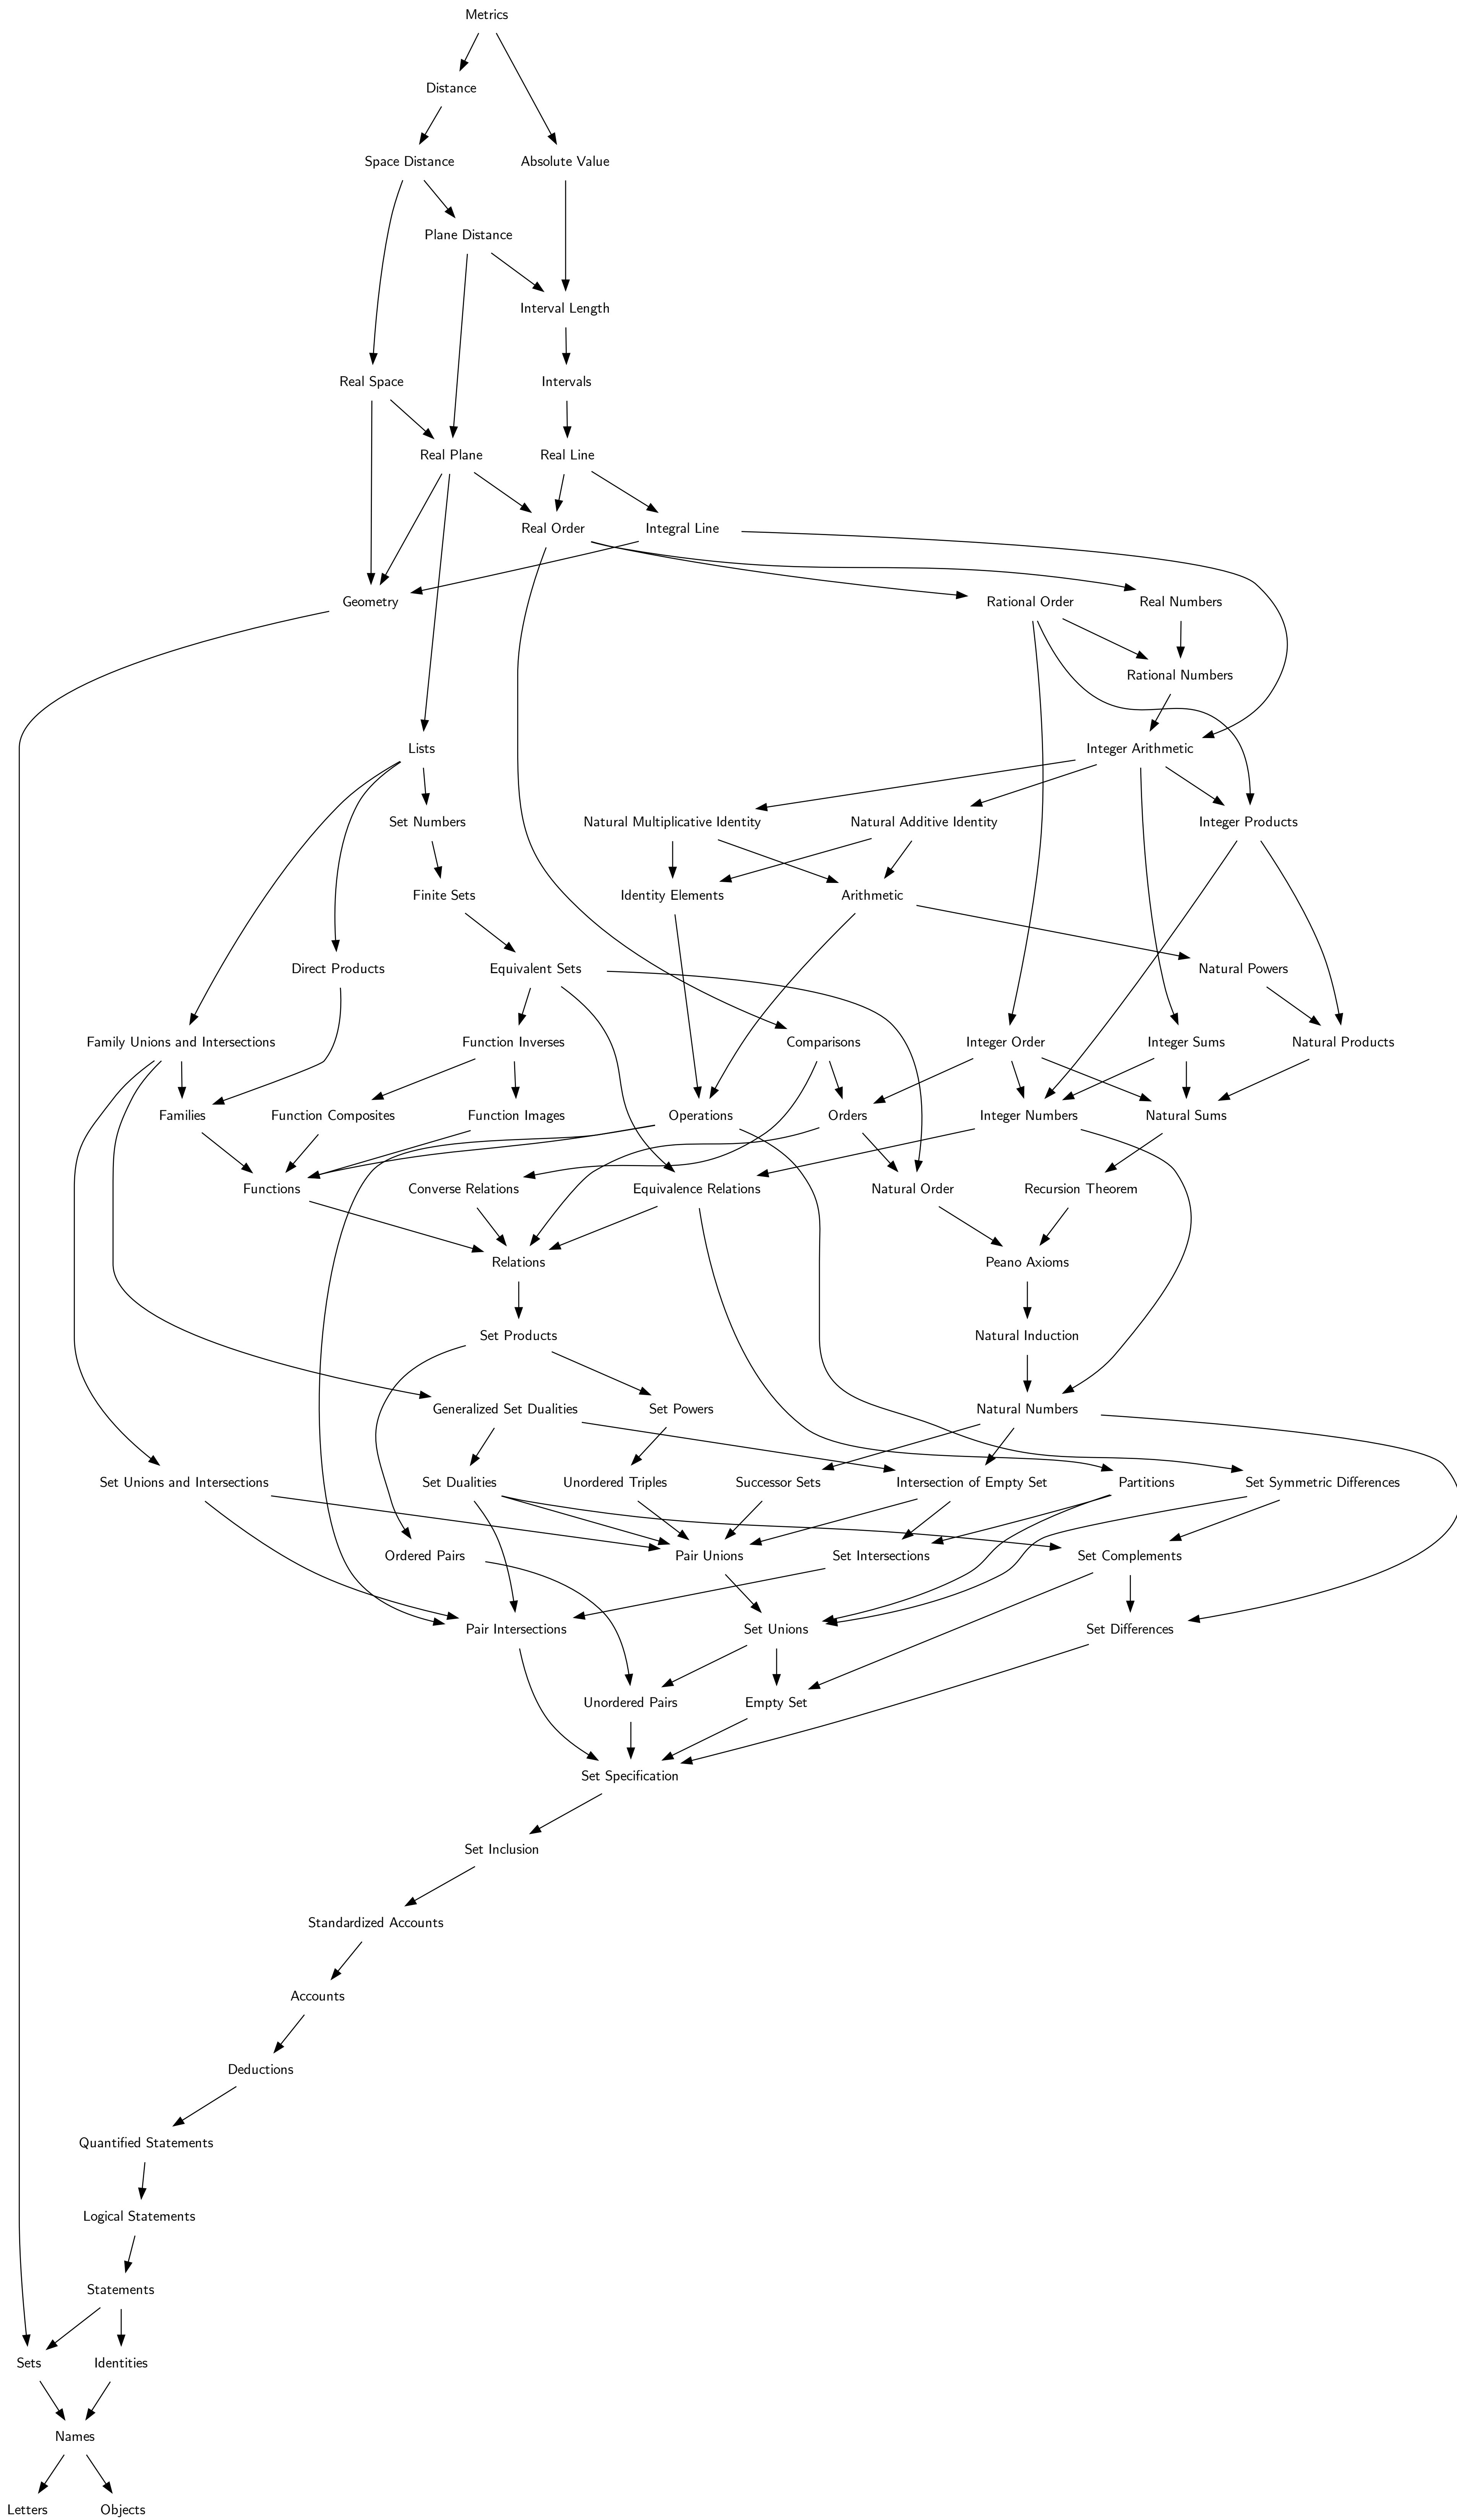 Metrics
Distance
Space Distance
Absolute Value
Plane Distance
Interval Length
Real Space
Intervals
Real Plane
Real Line
Real Order
Integral Line
Geometry
Rational Order
Real Numbers
Rational Numbers
Lists
Integer Arithmetic
Set Numbers
Natural Multiplicative Identity
Natural Additive Identity
Integer Products
Finite Sets
Identity Elements
Arithmetic
Direct Products
Equivalent Sets
Natural Powers
Family Unions and Intersections
Function Inverses
Comparisons
Integer Order
Integer Sums
Natural Products
Families
Function Composites
Function Images
Operations
Orders
Integer Numbers
Natural Sums
Functions
Converse Relations
Equivalence Relations
Natural Order
Recursion Theorem
Relations
Peano Axioms
Set Products
Natural Induction
Generalized Set Dualities
Set Powers
Natural Numbers
Set Unions and Intersections
Set Dualities
Unordered Triples
Successor Sets
Intersection of Empty Set
Partitions
Set Symmetric Differences
Ordered Pairs
Pair Unions
Set Intersections
Set Complements
Pair Intersections
Set Unions
Set Differences
Unordered Pairs
Empty Set
Set Specification
Set Inclusion
Standardized Accounts
Accounts
Deductions
Quantified Statements
Logical Statements
Statements
Sets
Identities
Names
Letters
Objects